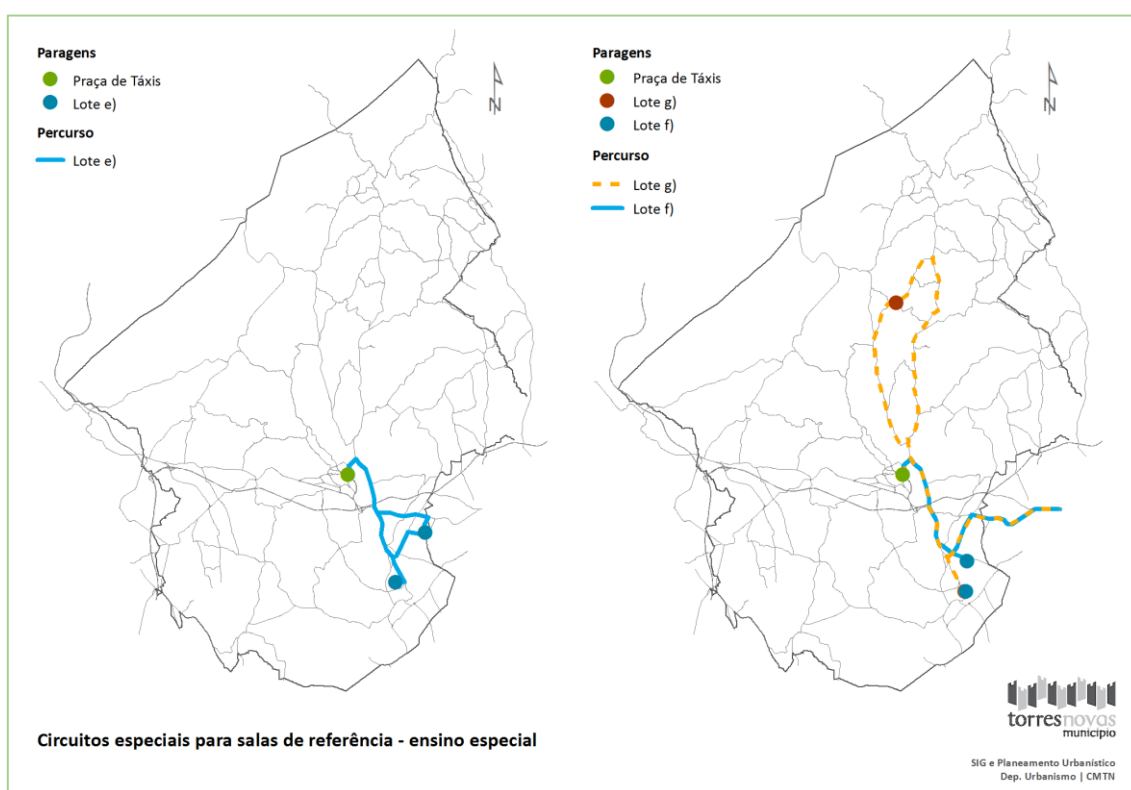 Paragens
Praça de Táxis
Lote e)
Percurso
Lote e)
N
Paragens
Praça de Táxis
Lote g)
Lote f)
Percurso
Lote g)
Lote f)
N
Circuitos especiais para salas de referência - ensino especial
torresnovas
município
SIG e Planeamento Urbanístico
Dep. Urbanismo | CMTN